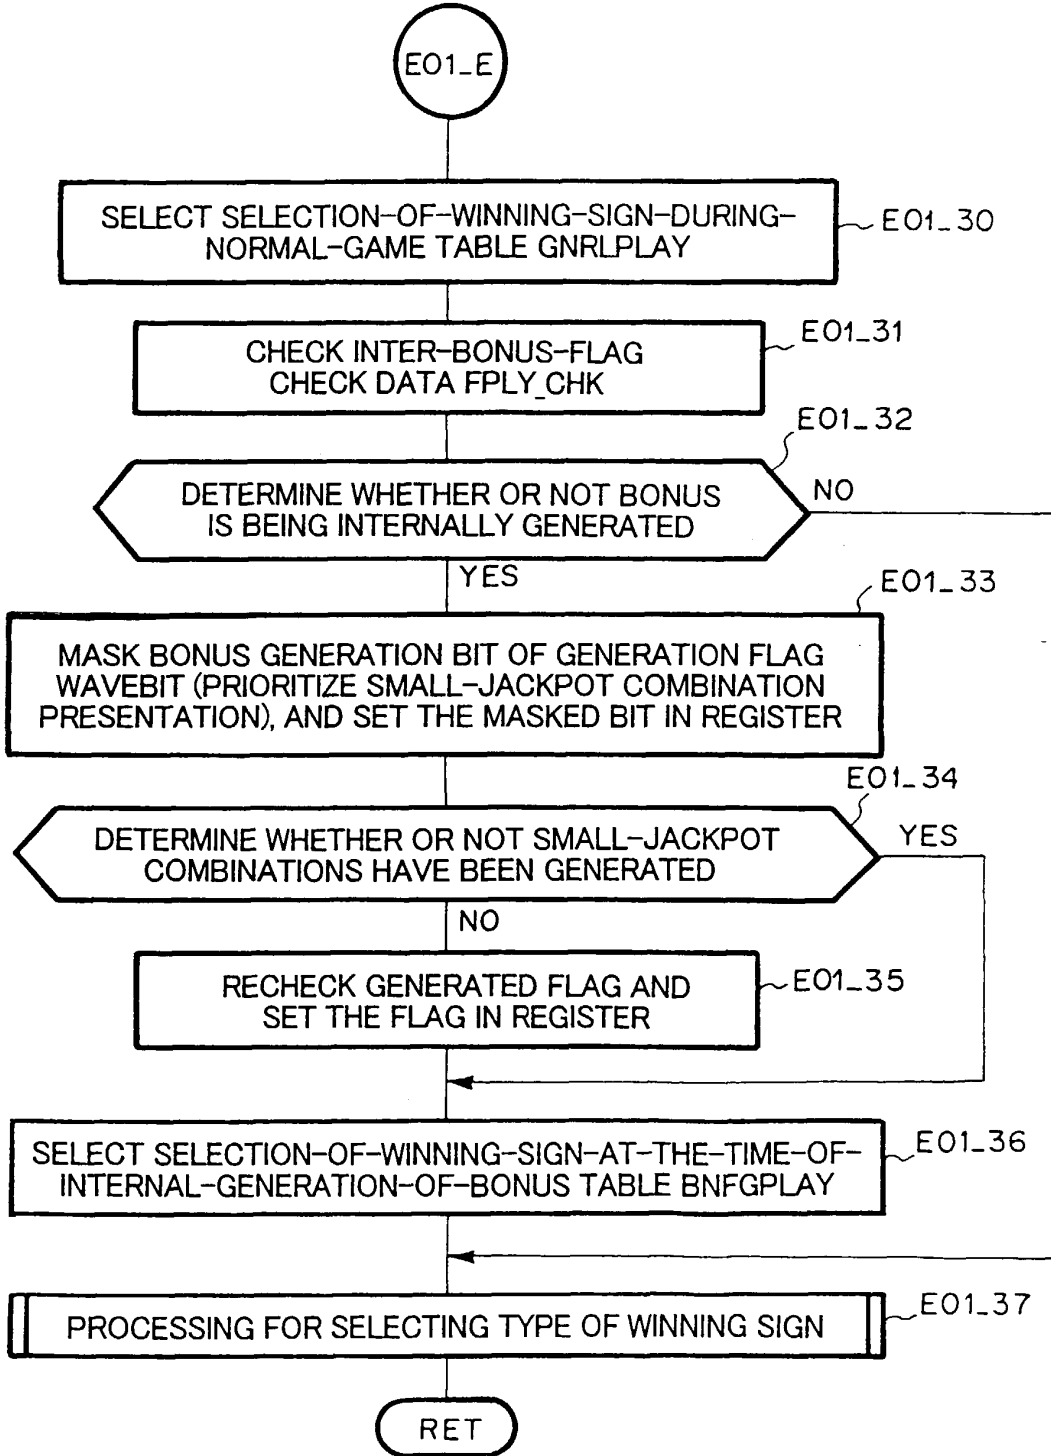 E01_E
SELECT SELECTION-OF-WINNING-SIGN-DURING-
NORMAL-GAME TABLE GNRLPLAY
E01_30
CHECK INTER-BONUS-FLAG
CHECK DATA FPLY_CHK
E01_31
E01_32
DETERMINE WHETHER OR NOT BONUS
IS BEING INTERNALLY GENERATED
NO
YES
E01_33
MASK BONUS GENERATION BIT OF GENERATION FLAG
WAVEBIT (PRIORITIZE SMALL-JACKPOT COMBINATION
PRESENTATION), AND SET THE MASKED BIT IN REGISTER
E01_34
DETERMINE WHETHER OR NOT SMALL-JACKPOT
COMBINATIONS HAVE BEEN GENERATED
YES
NO
RECHECK GENERATED FLAG AND
SET THE FLAG IN REGISTER
E01_35
SELECT SELECTION-OF-WINNING-SIGN-AT-THE-TIME-OF-
INTERNAL-GENERATION-OF-BONUS TABLE BNFGPLAY
E01_36
PROCESSING FOR SELECTING TYPE OF WINNING SIGN
E01_37
RET